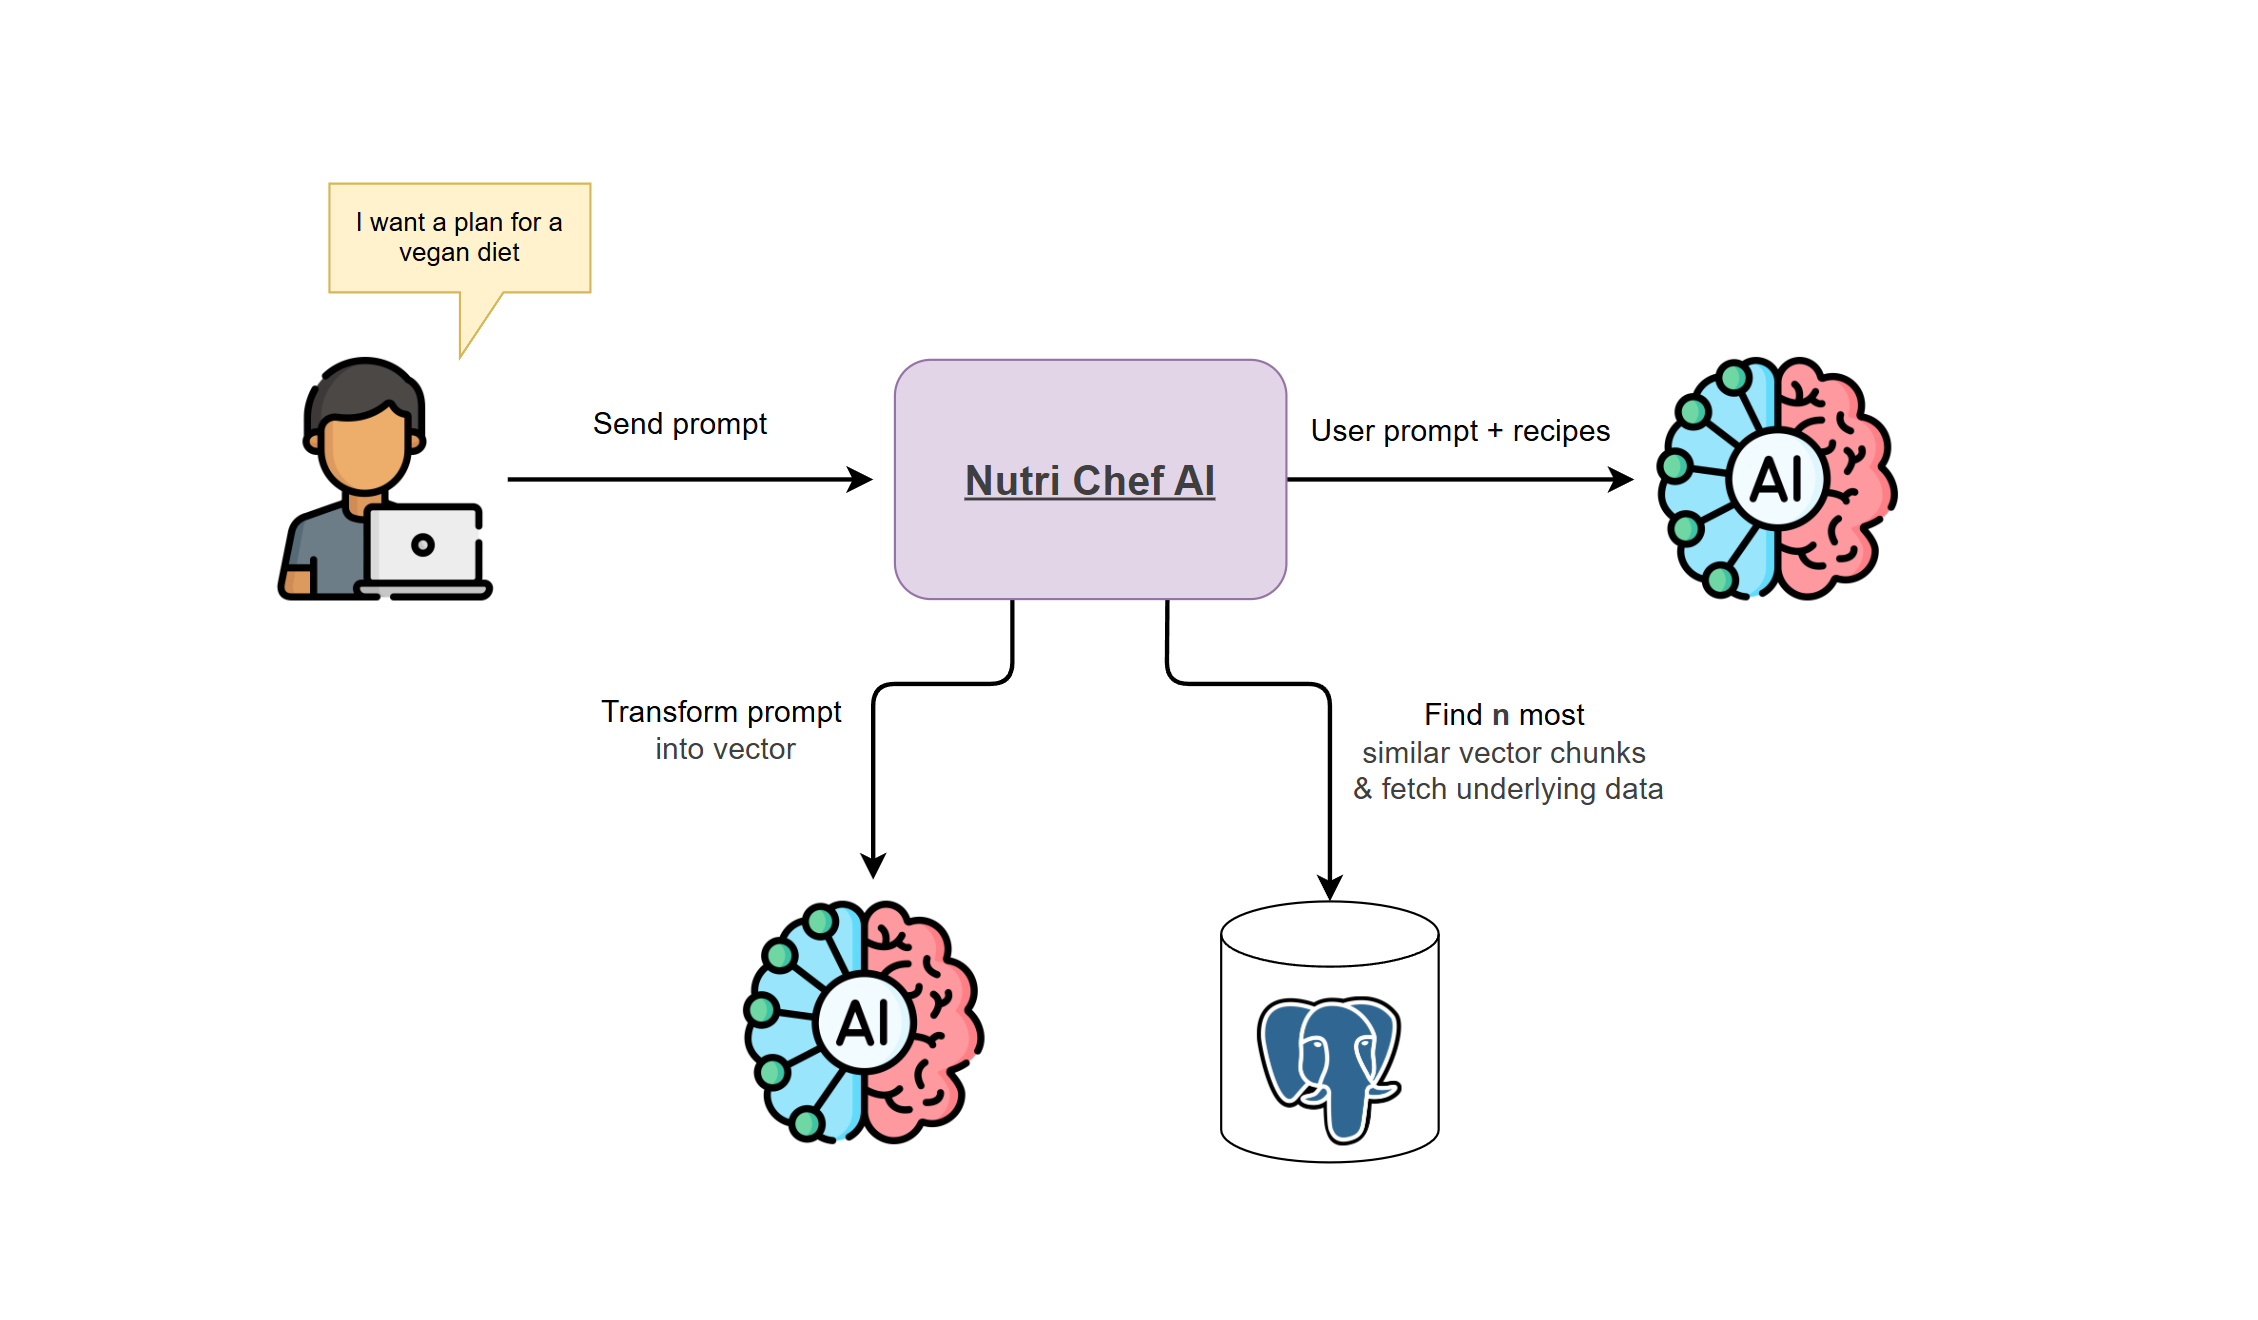 I want a plan for a
vegan diet
Send prompt
Nutri Chef AI
User prompt + recipes
AI
Transform prompt
into vector
Find n most
similar vector chunks
& fetch underlying data
AI